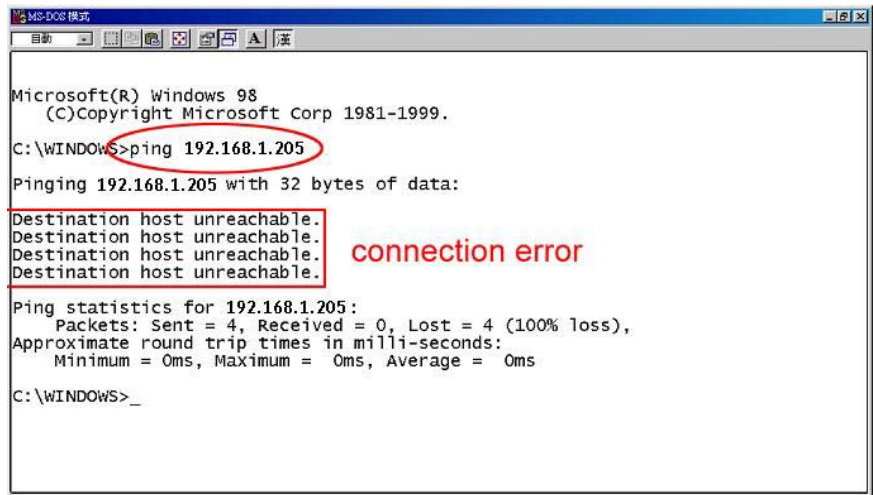 MS-DOS 模式
自動
A 漢
Microsoft(R) Windows 98
(C)Copyright Microsoft Corp 1981-1999.
C:\WINDOWS>ping 192.168.1.205
Pinging 192.168.1.205 with 32 bytes of data:
Destination host unreachable.
Destination host unreachable.
Destination host unreachable.
Destination host unreachable.
connection error
Ping statistics for 192.168.1.205:
Packets: Sent = 4, Received = 0, Lost = 4 (100% loss),
Approximate round trip times in milli-seconds:
Minimum = 0ms, Maximum = 0ms, Average = 0ms
C:\WINDOWS>_